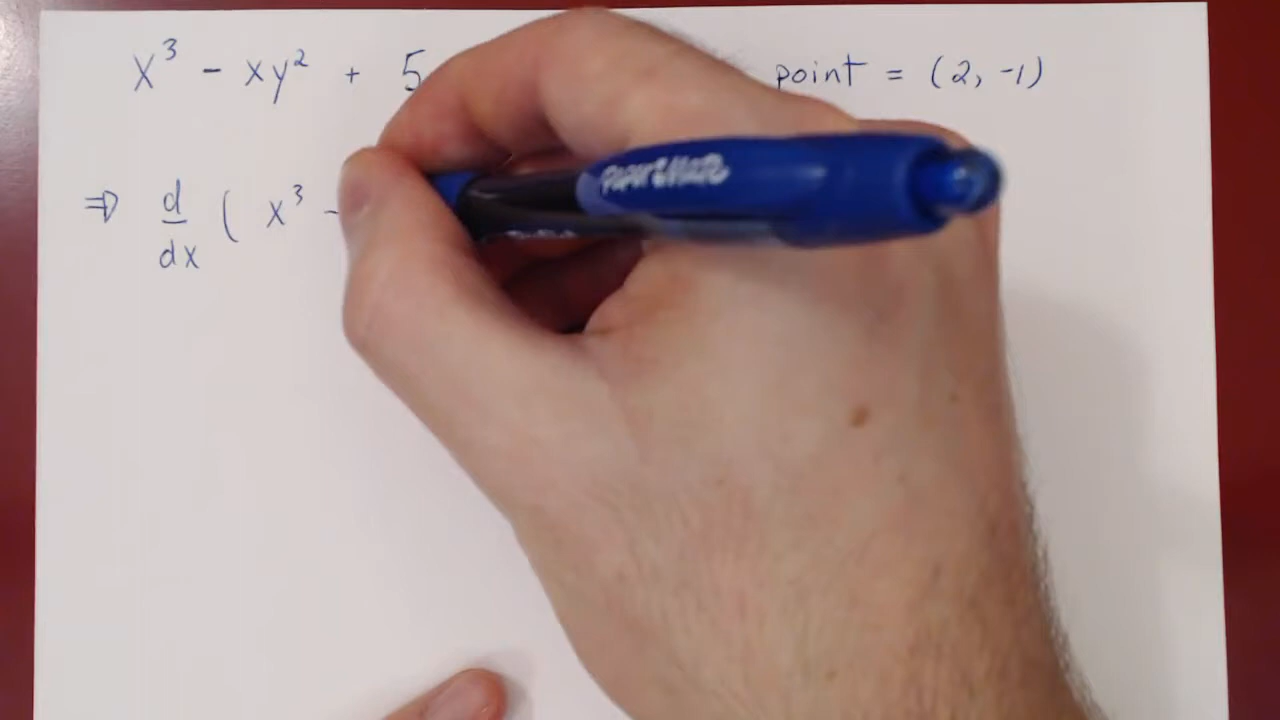 x³ - xy² + 5 point = (2, -1)
⇒ d/dx ( x³ -
PaperMate